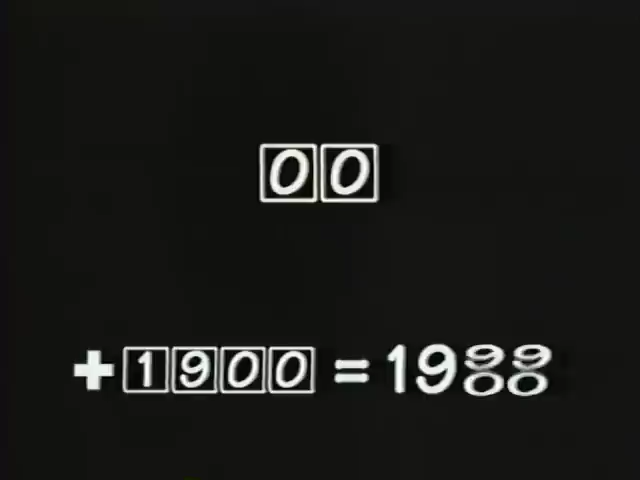 00
+ 1900 = 19